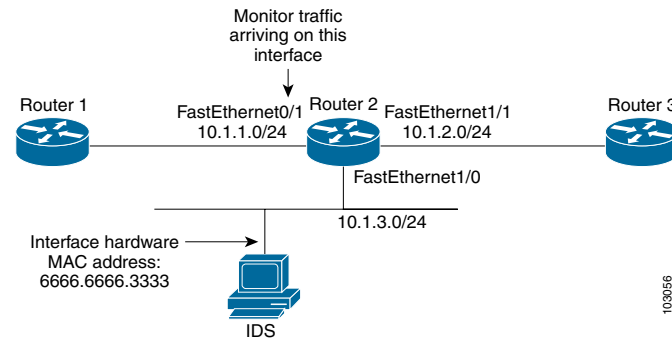 Monitor traffic
arriving on this
interface
Router 1
FastEthernet0/1
10.1.1.0/24
Router 2
FastEthernet1/1
10.1.2.0/24
Router 3
FastEthernet1/0
10.1.3.0/24
Interface hardware
MAC address:
6666.6666.3333
IDS
103056